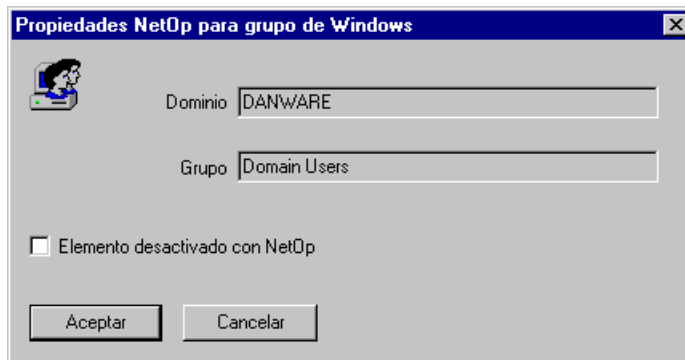 Propiedades NetOp para grupo de Windows
Dominio DANWARE
Grupo Domain Users
Elemento desactivado con NetOp
Aceptar Cancelar